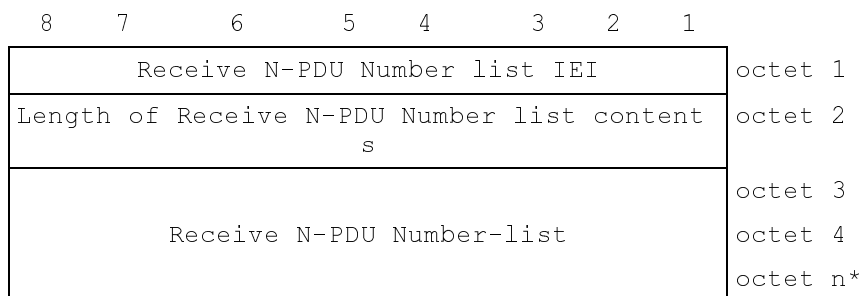 8 7 6 5 4 3 2 1
Receive N-PDU Number list IEI octet 1
Length of Receive N-PDU Number list content octet 2
s
octet 3
Receive N-PDU Number-list octet 4
octet n*